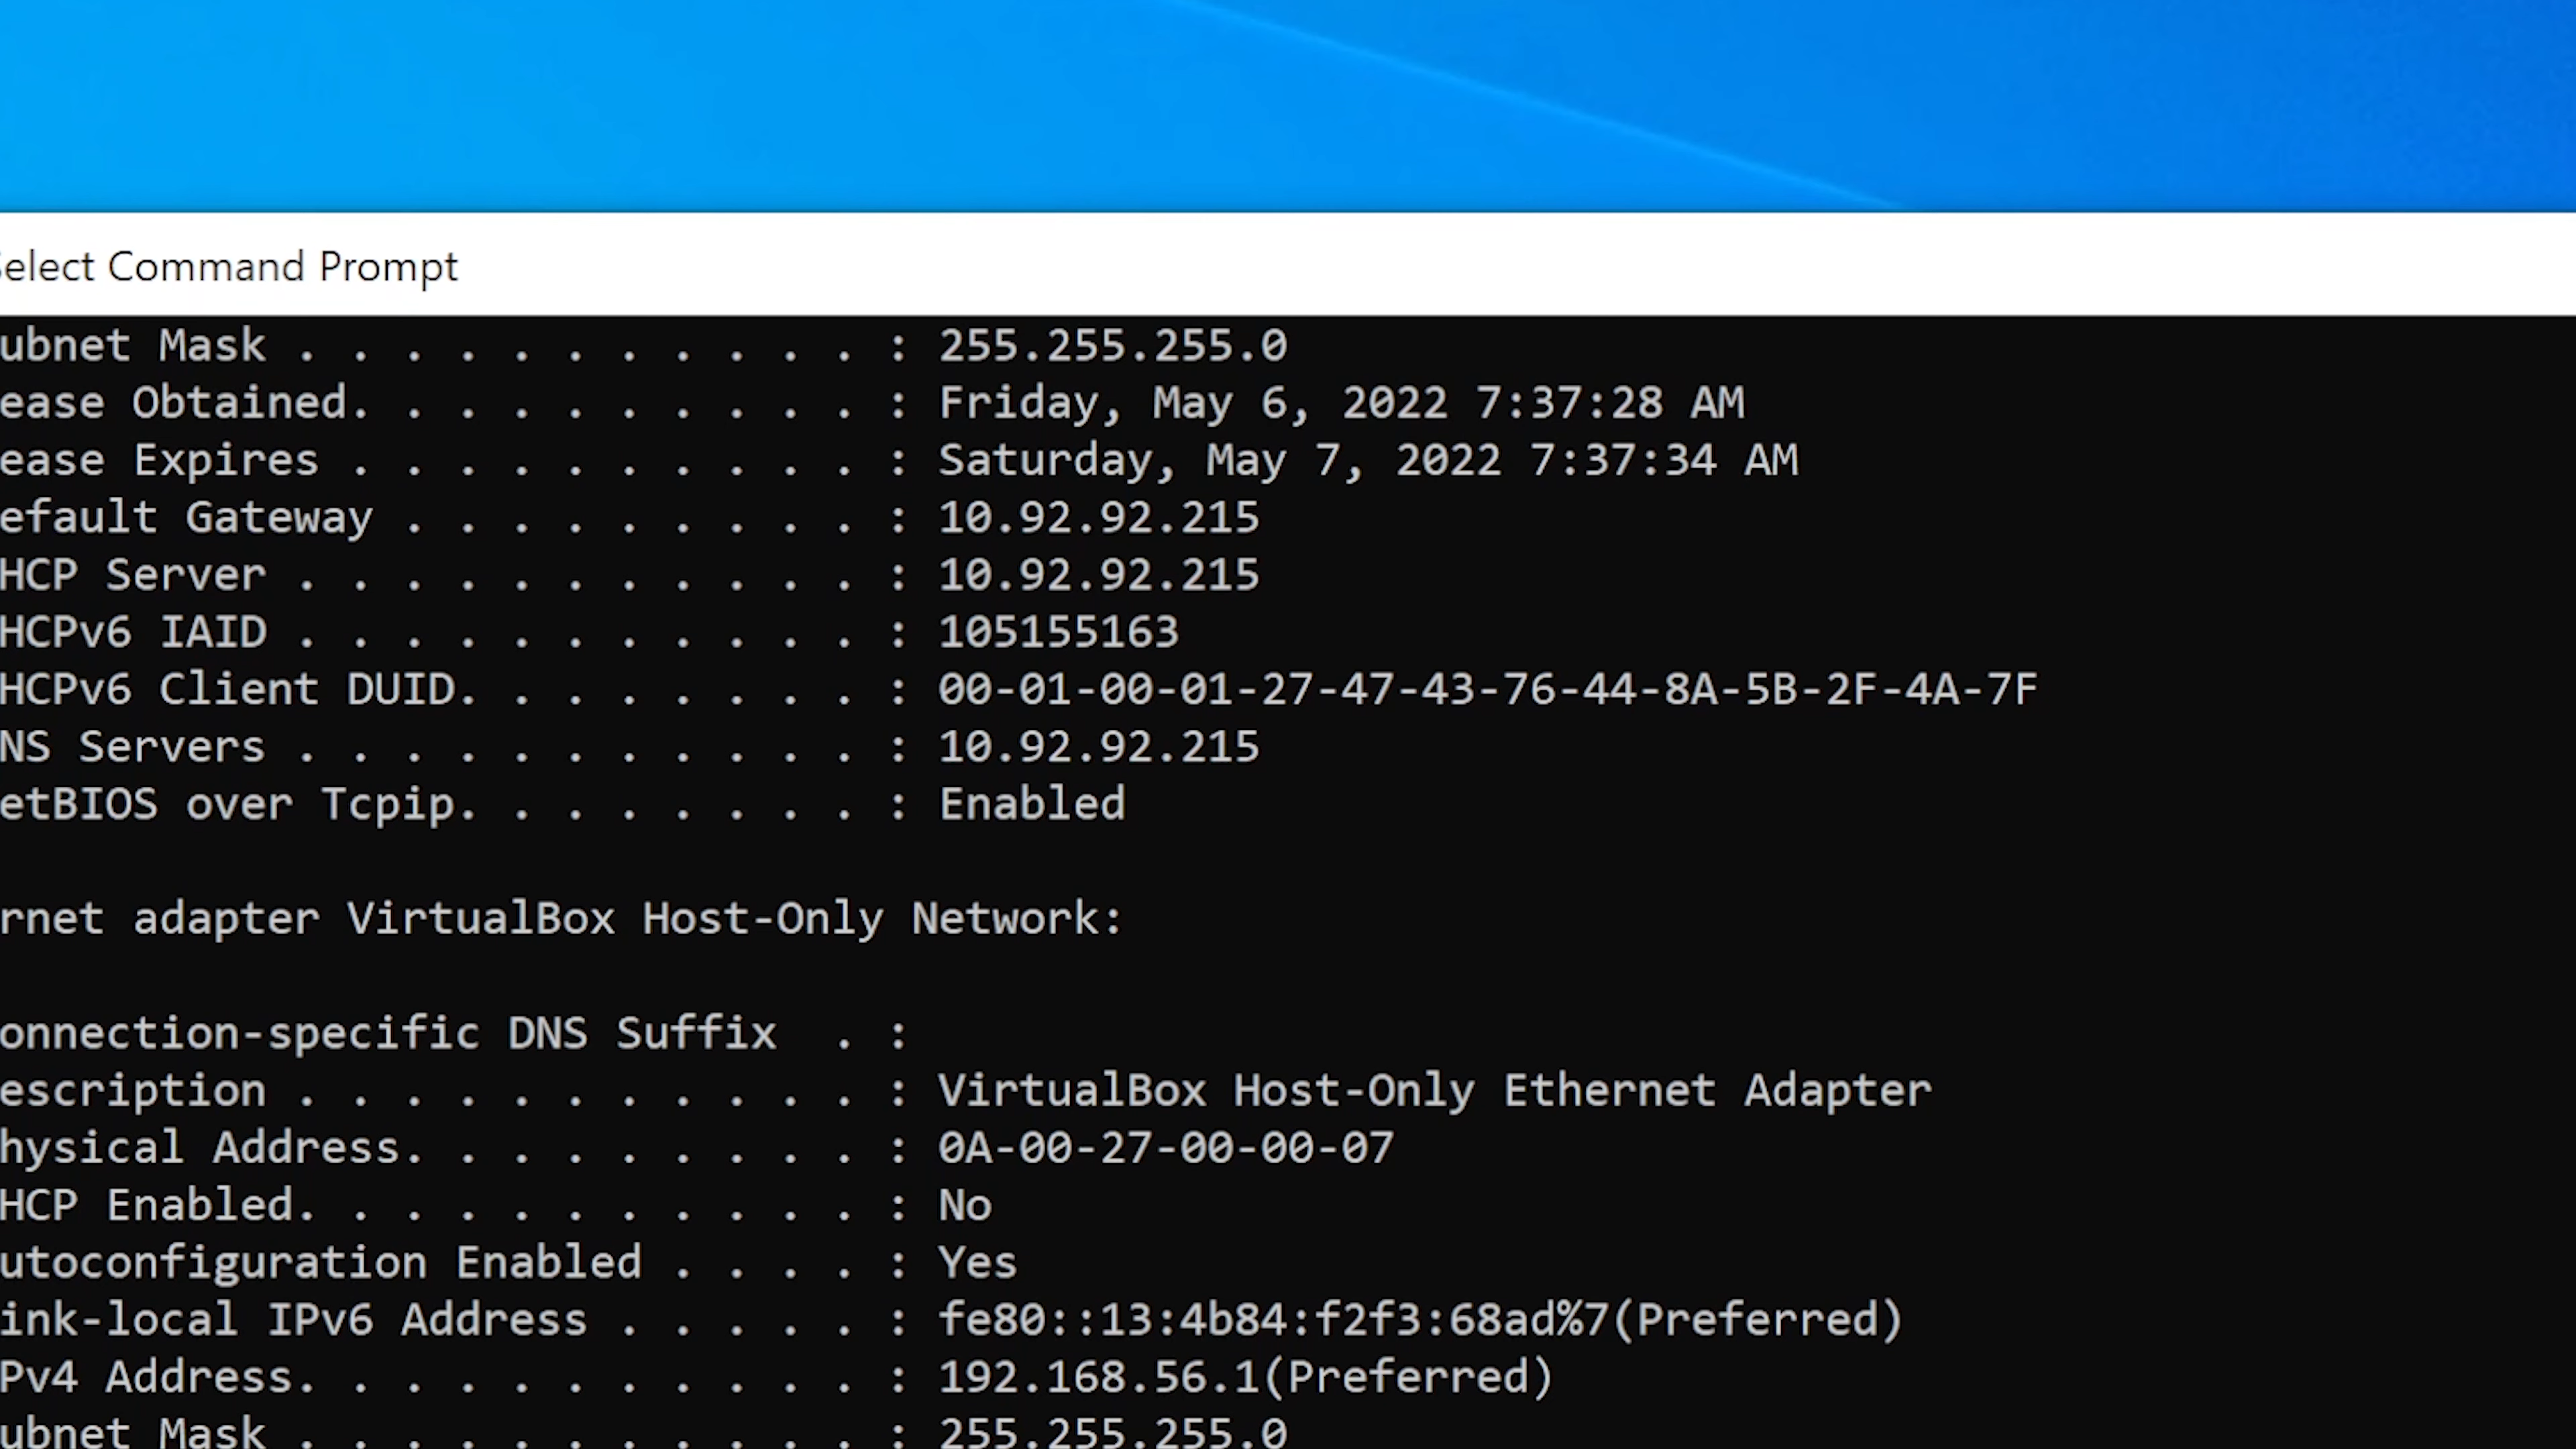 Select Command Prompt
ubnet Mask . . . . . . . . . . . : 255.255.255.0
ease Obtained. . . . . . . . . . : Friday, May 6, 2022 7:37:28 AM
ease Expires . . . . . . . . . . : Saturday, May 7, 2022 7:37:34 AM
efault Gateway . . . . . . . . . : 10.92.92.215
HCP Server . . . . . . . . . . . : 10.92.92.215
HCPv6 IAID . . . . . . . . . . . : 105155163
HCPv6 Client DUID. . . . . . . . : 00-01-00-01-27-47-43-76-44-8A-5B-2F-4A-7F
NS Servers . . . . . . . . . . . : 10.92.92.215
etBIOS over Tcpip. . . . . . . . : Enabled
rnet adapter VirtualBox Host-Only Network:
onnection-specific DNS Suffix  . :
escription . . . . . . . . . . . : VirtualBox Host-Only Ethernet Adapter
hysical Address. . . . . . . . . : 0A-00-27-00-00-07
HCP Enabled. . . . . . . . . . . : No
utoconfiguration Enabled . . . . : Yes
ink-local IPv6 Address . . . . . : fe80::13:4b84:f2f3:68ad%7(Preferred)
Pv4 Address. . . . . . . . . . . : 192.168.56.1(Preferred)
ubnet Mask . . . . . . . . . . . : 255.255.255.0